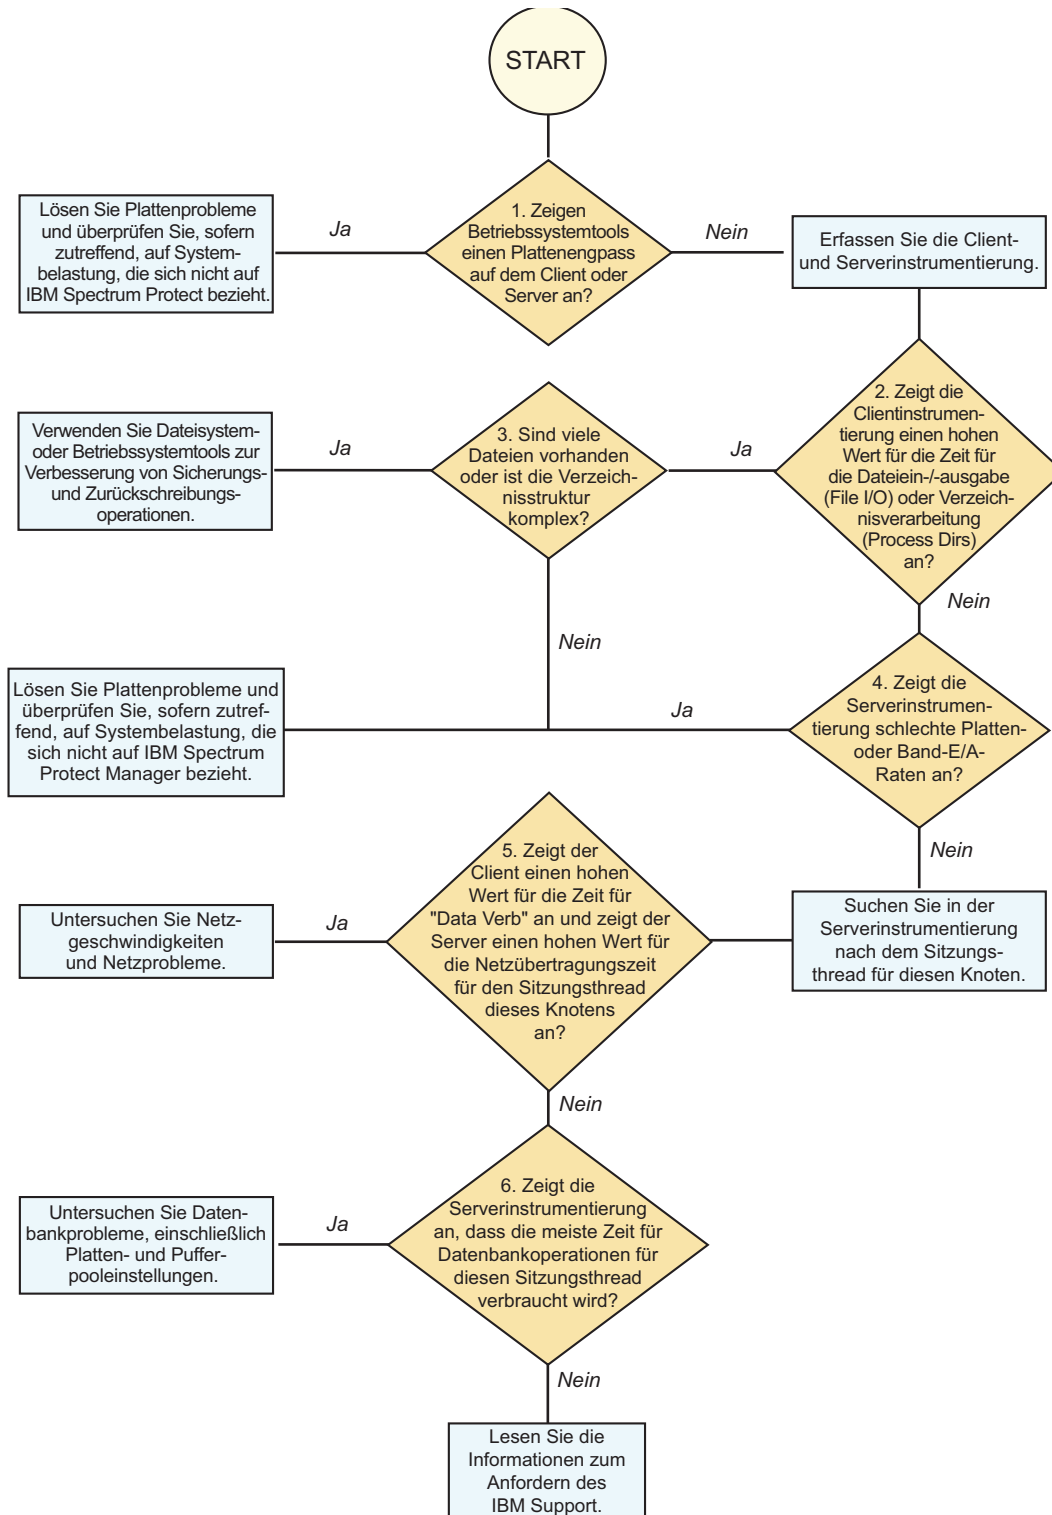 START
1. Zeigen
Betriebssystemtools
einen Plattenengpass
auf dem Client oder
Server an?
Ja
Lösen Sie Plattenprobleme
und überprüfen Sie, sofern
zutreffend, auf System-
belastung, die sich nicht auf
IBM Spectrum Protect bezieht.
Nein
Erfassen Sie die Client-
und Serverinstrumentierung.
2. Zeigt die
Clientinstrumen-
tierung einen hohen
Wert für die Zeit für
die Dateiein-/-ausgabe
(File I/O) oder Verzeich-
nisverarbeitung
(Process Dirs)
an?
Ja
3. Sind viele
Dateien vorhanden
oder ist die Verzeich-
nisstruktur
komplex?
Ja
Verwenden Sie Dateisystem-
oder Betriebssystemtools zur
Verbesserung von Sicherungs-
und Zurückschreibungs-
operationen.
Nein
Nein
4. Zeigt die
Serverinstrumen-
tierung schlechte Platten-
oder Band-E/A-
Raten an?
Ja
Lösen Sie Plattenprobleme und
überprüfen Sie, sofern zutref-
fend, auf Systembelastung, die
sich nicht auf IBM Spectrum
Protect Manager bezieht.
Nein
Suchen Sie in der
Serverinstrumentierung
nach dem Sitzungs-
thread für diesen Knoten.
5. Zeigt der
Client einen hohen
Wert für die Zeit für
"Data Verb" an und zeigt der
Server einen hohen Wert für
die Netzübertragungszeit
für den Sitzungsthread
dieses Knotens
an?
Ja
Untersuchen Sie Netz-
geschwindigkeiten
und Netzprobleme.
Nein
6. Zeigt die
Serverinstrumentierung
an, dass die meiste Zeit für
Datenbankoperationen für
diesen Sitzungsthread
verbraucht wird?
Ja
Untersuchen Sie Daten-
bankprobleme, einschließlich
Platten- und Puffer-
pooleinstellungen.
Nein
Lesen Sie die
Informationen zum
Anfordern des
IBM Support.